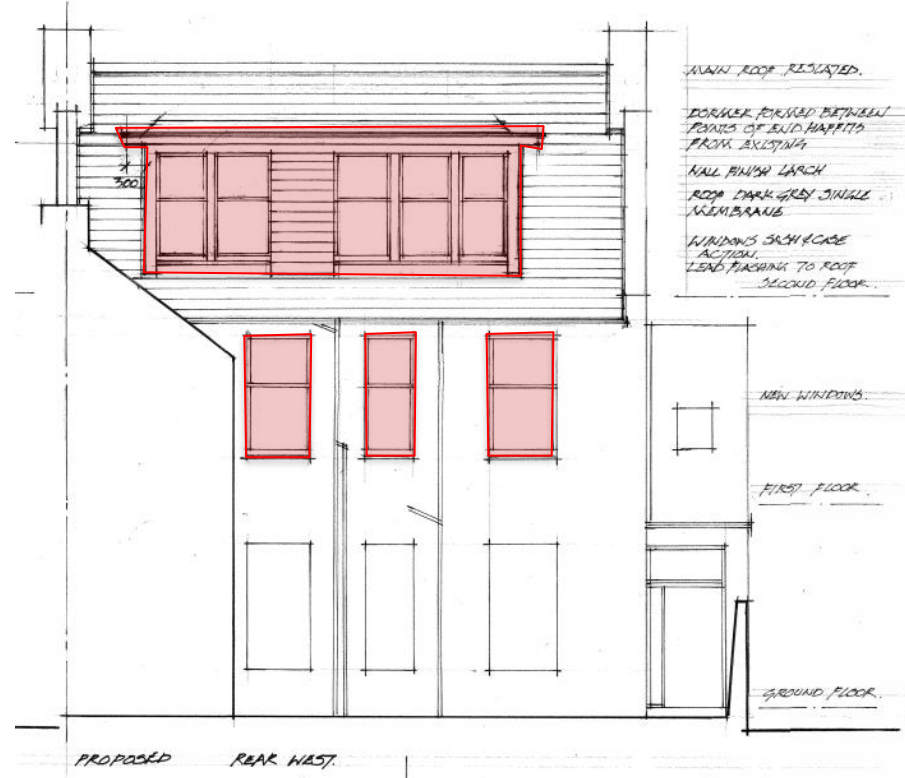 MAIN ROOF RESLATED.
DORMER FORMED BETWEEN
POINTS OF END HAFFITS
FROM EXISTING
WALL FINISH LARCH
ROOF DARK GREY SINGLE
MEMBRANE
WINDOWS SASH & CASE
ACTION.
LEAD FLASHING TO ROOF
SECOND FLOOR.
300
NEW WINDOWS.
FIRST FLOOR.
GROUND FLOOR.
PROPOSED REAR WEST.